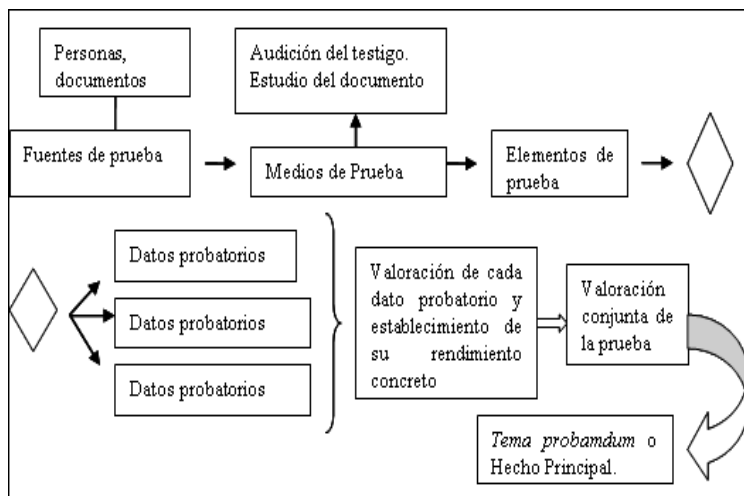 Personas,
documentos
Audición del testigo.
Estudio del documento
Fuentes de prueba
Medios de Prueba
Elementos de
prueba
Datos probatorios
Datos probatorios
Datos probatorios
Valoración de cada
dato probatorio y
establecimiento de
su rendimiento
concreto
Valoración
conjunta de
la prueba
Tema probamdum o
Hecho Principal.